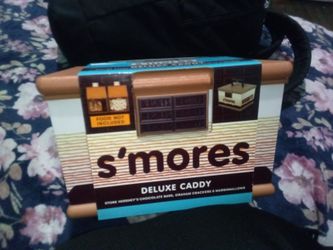 FOOD NOT
INCLUDED
s'mores
DELUXE CADDY
STORE HERSHEY'S CHOCOLATE BARS, GRAHAM CRACKERS & MARSHMALLOWS